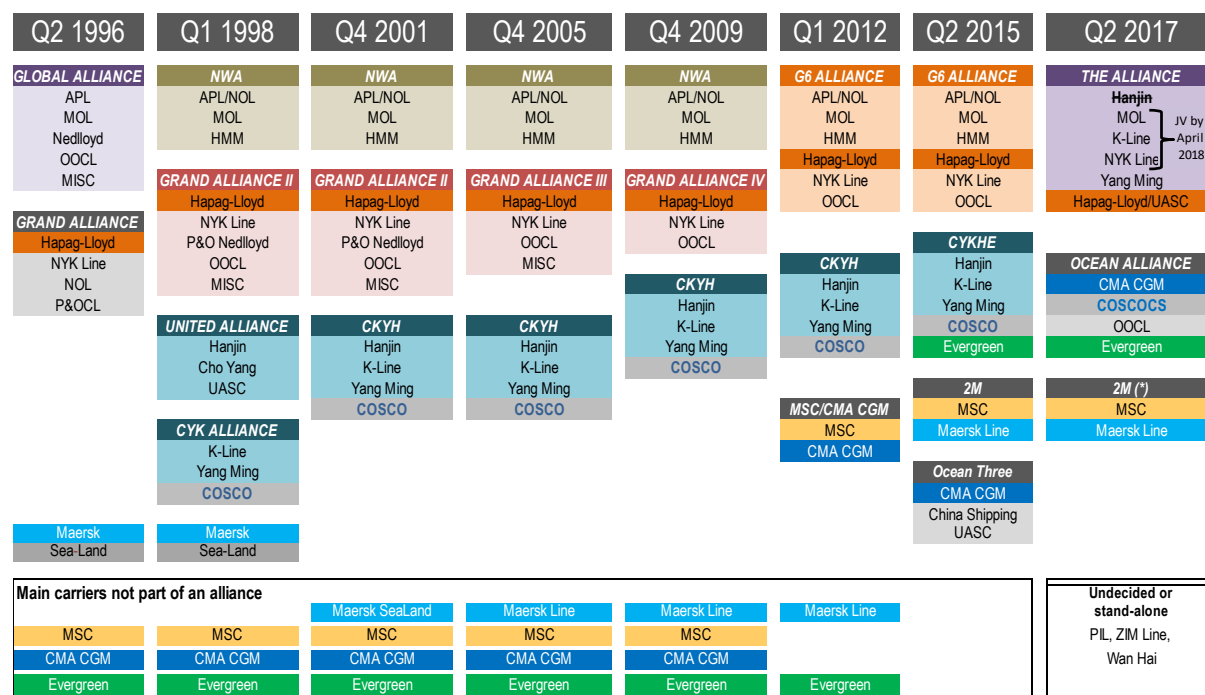 Q2 1996
Q1 1998
Q4 2001
Q4 2005
Q4 2009
Q1 2012
Q2 2015
Q2 2017
GLOBAL ALLIANCE
APL
MOL
Nedlloyd
OOCL
MISC
GRAND ALLIANCE
Hapag-Lloyd
NYK Line
NOL
P&OCL
Maersk
Sea-Land
NWA
APL/NOL
MOL
HMM
GRAND ALLIANCE II
Hapag-Lloyd
NYK Line
P&O Nedlloyd
OOCL
MISC
UNITED ALLIANCE
Hanjin
Cho Yang
UASC
CYK ALLIANCE
K-Line
Yang Ming
COSCO
Maersk
Sea-Land
NWA
APL/NOL
MOL
HMM
GRAND ALLIANCE II
Hapag-Lloyd
NYK Line
P&O Nedlloyd
OOCL
MISC
CKYH
Hanjin
K-Line
Yang Ming
COSCO
NWA
APL/NOL
MOL
HMM
GRAND ALLIANCE III
Hapag-Lloyd
NYK Line
OOCL
MISC
CKYH
Hanjin
K-Line
Yang Ming
COSCO
NWA
APL/NOL
MOL
HMM
GRAND ALLIANCE IV
Hapag-Lloyd
NYK Line
OOCL
CKYH
Hanjin
K-Line
Yang Ming
COSCO
G6 ALLIANCE
APL/NOL
MOL
HMM
Hapag-Lloyd
NYK Line
OOCL
CKYH
Hanjin
K-Line
Yang Ming
COSCO
MSC/CMA CGM
MSC
CMA CGM
G6 ALLIANCE
APL/NOL
MOL
HMM
Hapag-Lloyd
NYK Line
OOCL
CYKHE
Hanjin
K-Line
Yang Ming
COSCO
Evergreen
2M
MSC
Maersk Line
Ocean Three
CMA CGM
China Shipping
UASC
THE ALLIANCE
Hanjin
MOL
K-Line
NYK Line
JV by
April
2018
Yang Ming
Hapag-Lloyd/UASC
OCEAN ALLIANCE
CMA CGM
COSCOCS
OOCL
Evergreen
2M (*)
MSC
Maersk Line
Main carriers not part of an alliance
Maersk SeaLand
Maersk Line
Maersk Line
Maersk Line
MSC
MSC
MSC
MSC
MSC
CMA CGM
CMA CGM
CMA CGM
CMA CGM
CMA CGM
Evergreen
Evergreen
Evergreen
Evergreen
Evergreen
Evergreen
Undecided or
stand-alone
PIL, ZIM Line,
Wan Hai